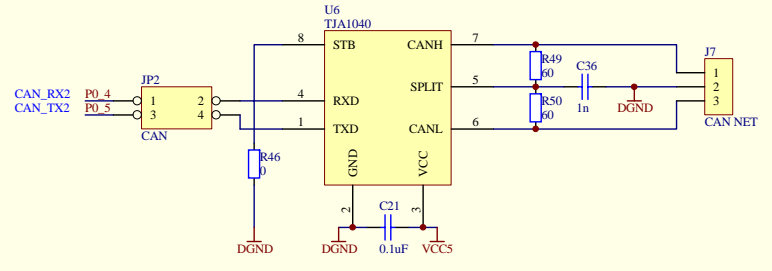 U6
TJA1040
8
STB
CANH
7
R49
60
C36
1n
J7
1
2
3
CAN NET
JP2
CAN_RX2
P0_4
CAN_TX2
P0_5
1
2
3
4
CAN
4
RXD
SPLIT
5
1
TXD
CANL
6
R50
60
DGND
R46
0
GND
VCC
2
3
C21
0.1uF
DGND
DGND
VCC5